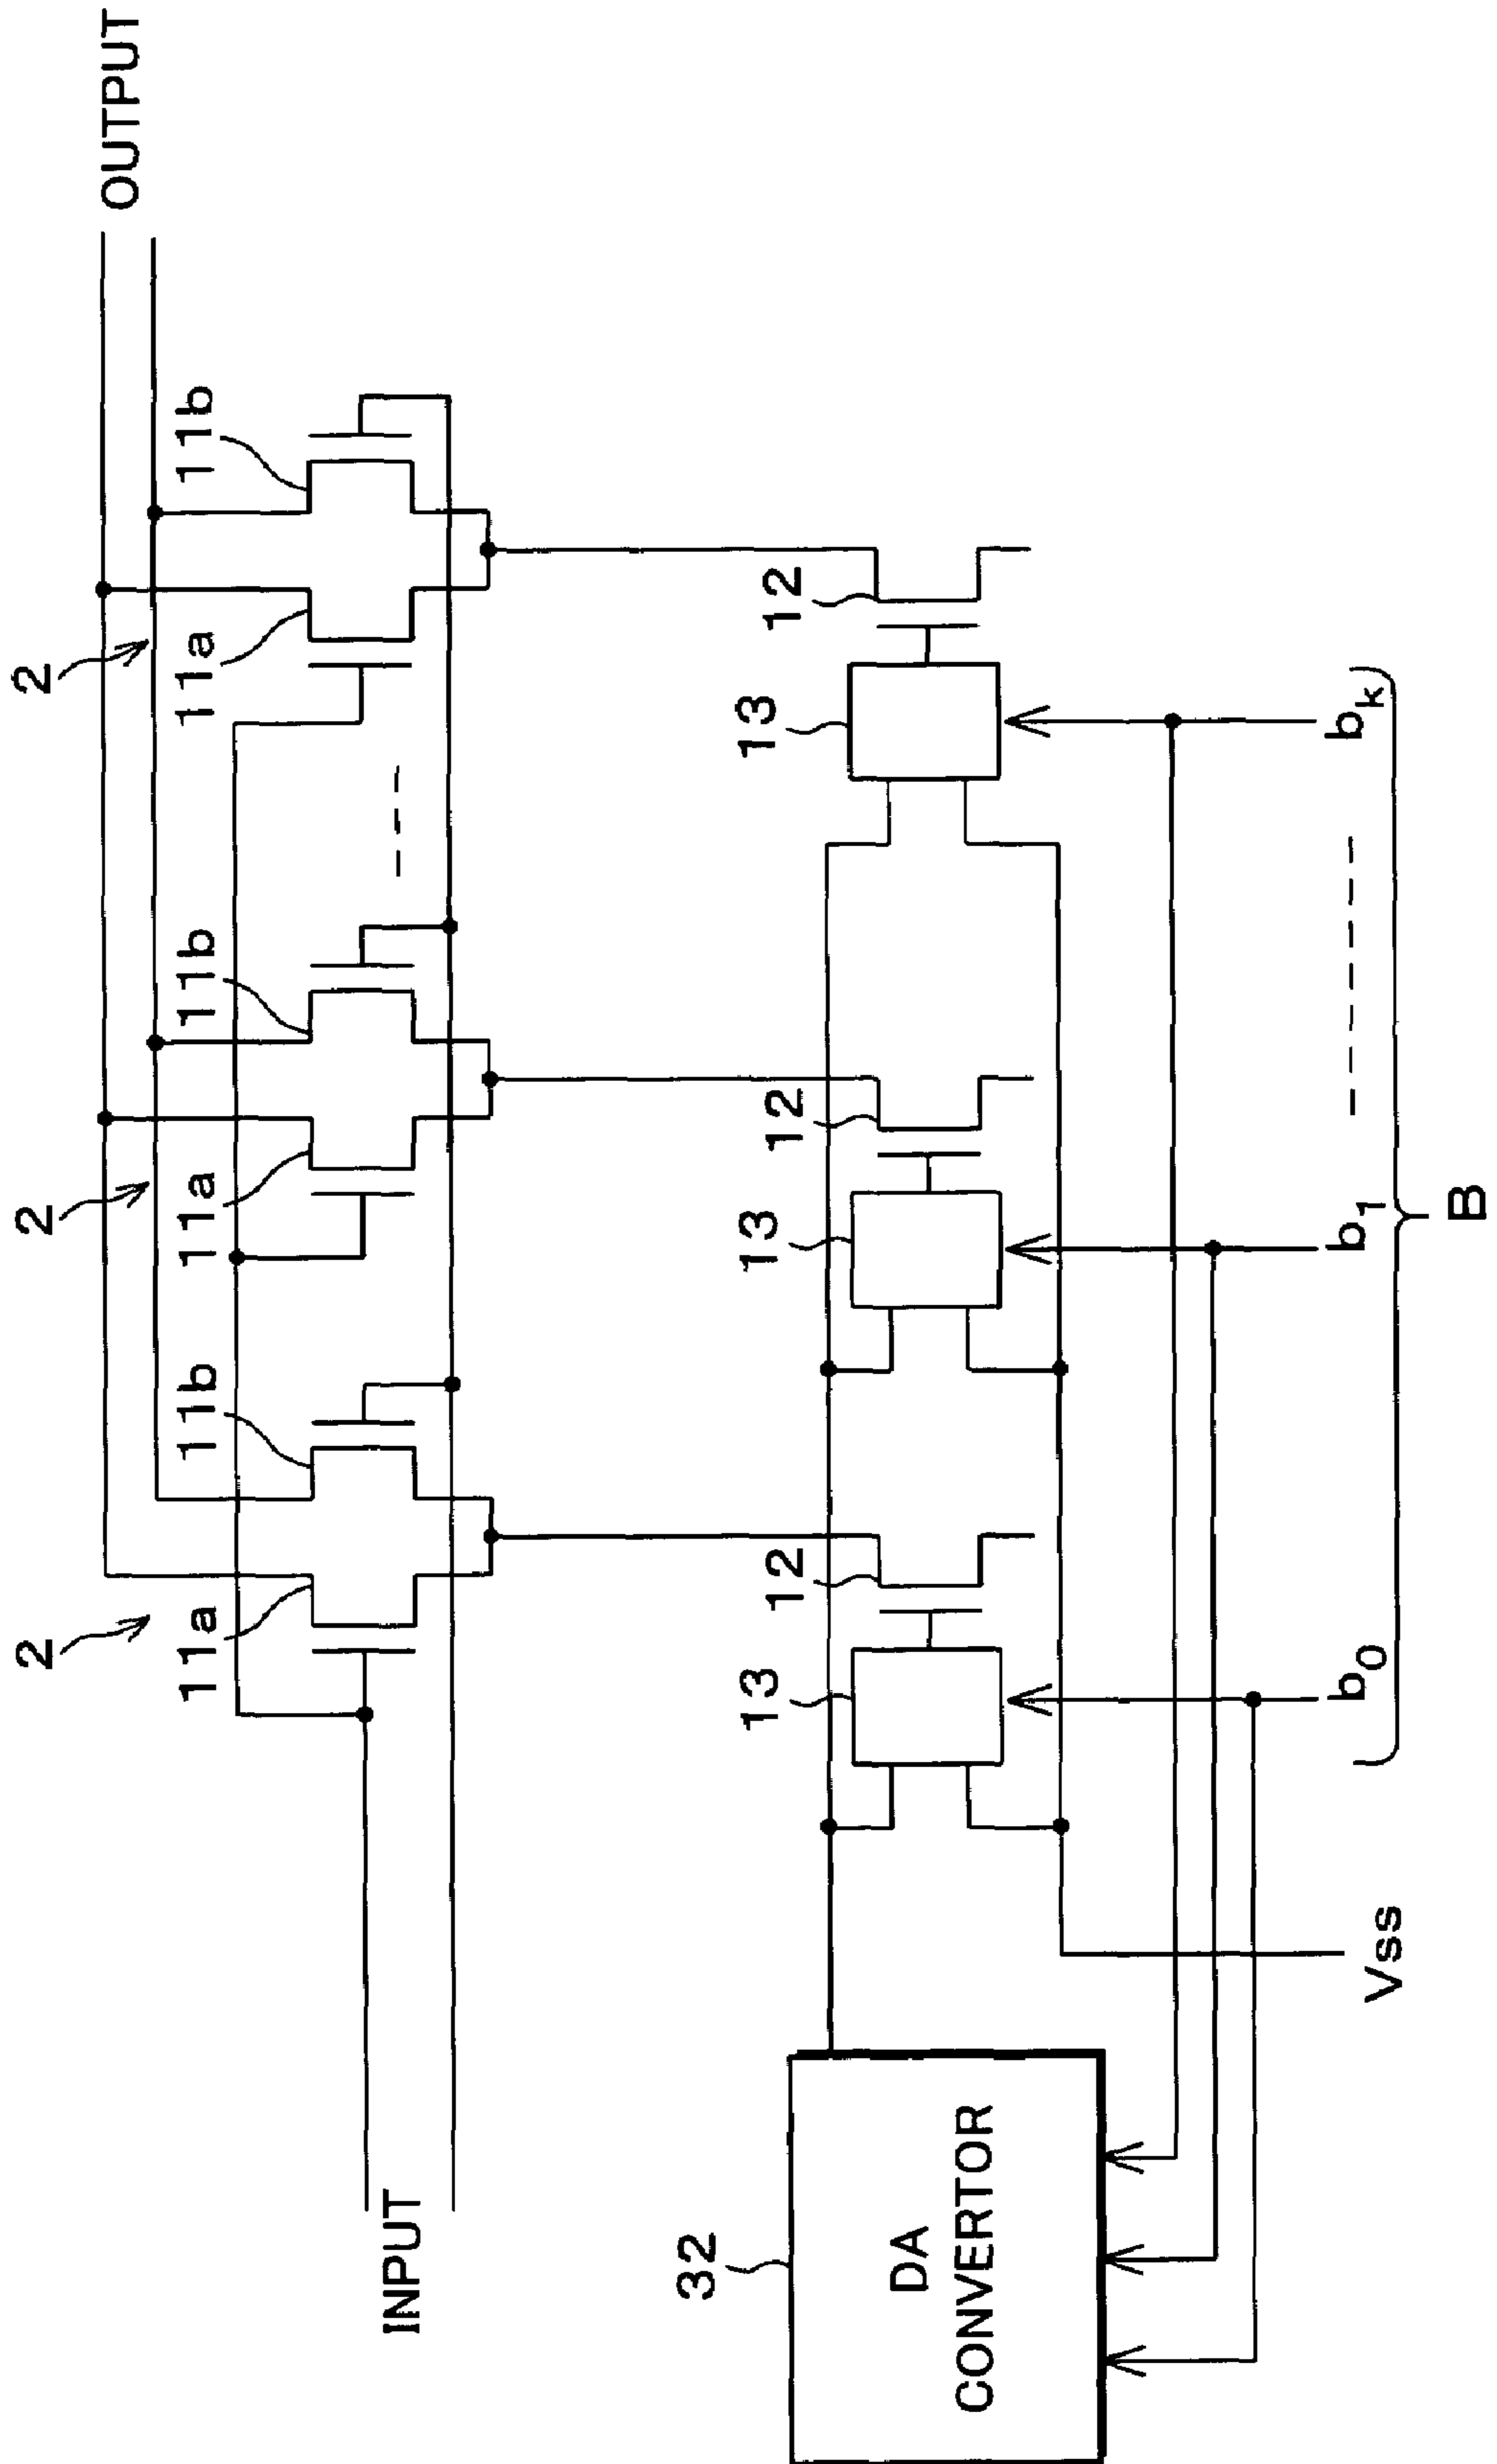 OUTPUT
2
2
2
11a
11b
11a
11b
11a
11b
INPUT
12
12
12
13
13
13
32
DA
CONVERTOR
Vss
b0
b1
bk
B